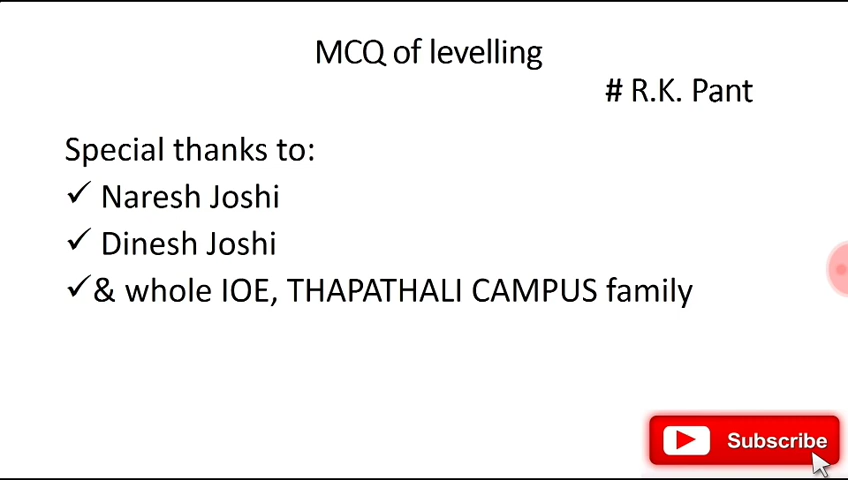 MCQ of levelling
# R.K. Pant
Special thanks to:
✓ Naresh Joshi
✓ Dinesh Joshi
✓& whole IOE, THAPATHALI CAMPUS family
Subscribe